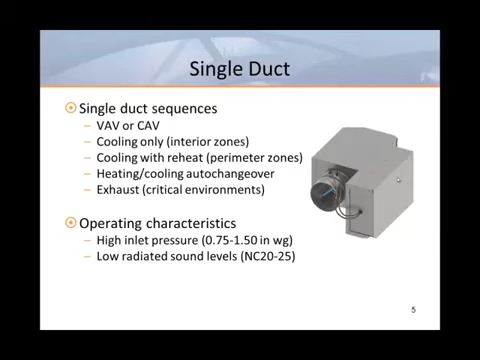 Single Duct
Single duct sequences
– VAV or CAV
– Cooling only (interior zones)
– Cooling with reheat (perimeter zones)
– Heating/cooling autochangeover
– Exhaust (critical environments)
Operating characteristics
– High inlet pressure (0.75-1.50 in wg)
– Low radiated sound levels (NC20-25)
5